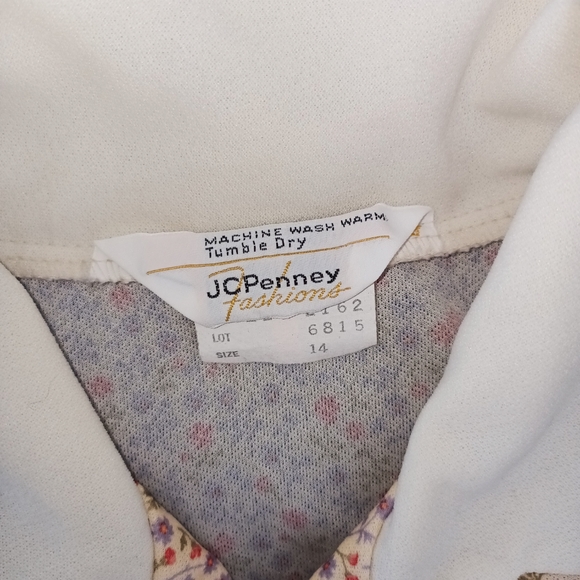 MACHINE WASH WARM
Tumble Dry
JCPenney
Fashions
2162
LOT 6815
SIZE 14